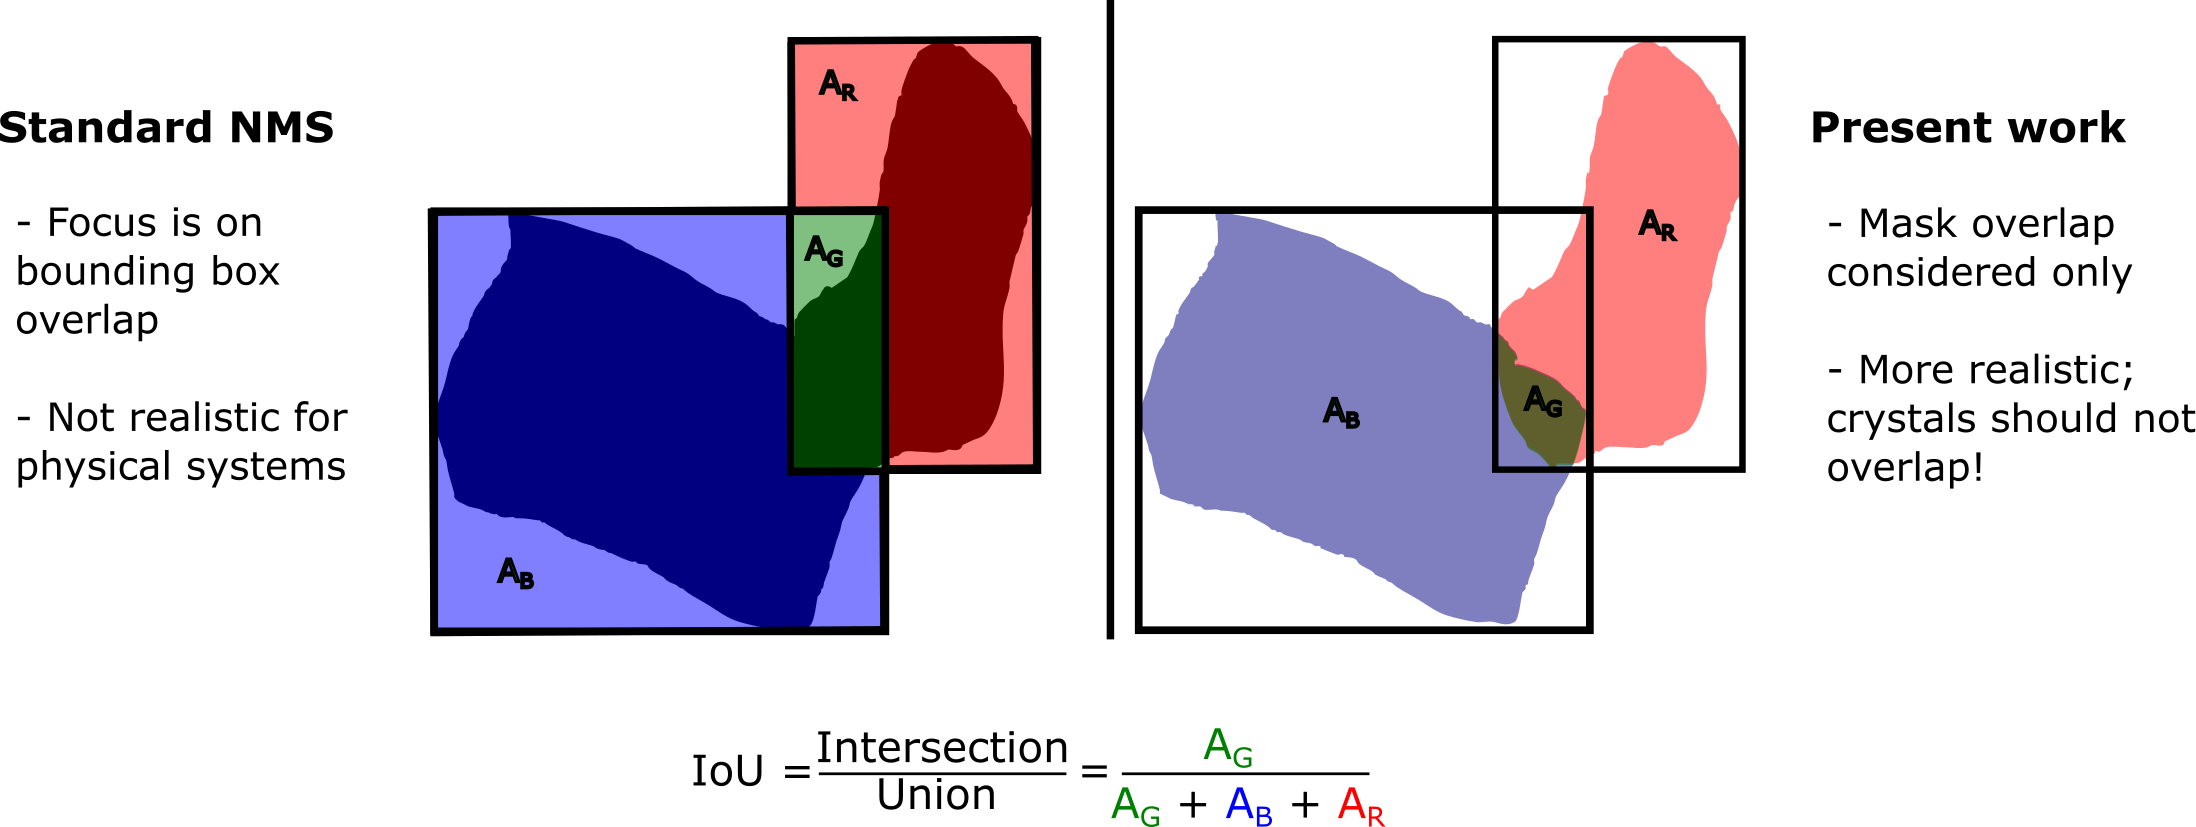 Standard NMS
- Focus is on
bounding box
overlap
- Not realistic for
physical systems
A_R
A_G
A_B
Present work
- Mask overlap
considered only
- More realistic;
crystals should not
overlap!
A_R
A_B
A_G
IoU = Intersection / Union = A_G / A_G + A_B + A_R